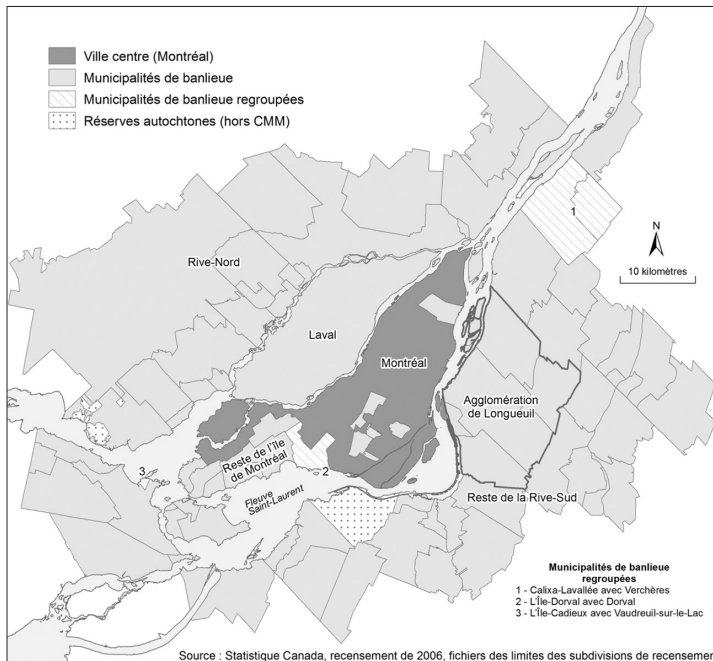 Ville centre (Montréal)
Municipalités de banlieue
Municipalités de banlieue regroupées
Réserves autochtones (hors CMM)
1
N
10 kilomètres
Rive-Nord
Laval
Montréal
Agglomération
de Longueuil
Reste de l'île
de Montréal
3
2
Fleuve
Saint-Laurent
Reste de la Rive-Sud
Municipalités de banlieue
regroupées
1 - Calixa-Lavallée avec Verchères
2 - L'Île-Dorval avec Dorval
3 - L'Île-Cadieux avec Vaudreuil-sur-le-Lac
Source : Statistique Canada, recensement de 2006, fichiers des limites des subdivisions de recensemen